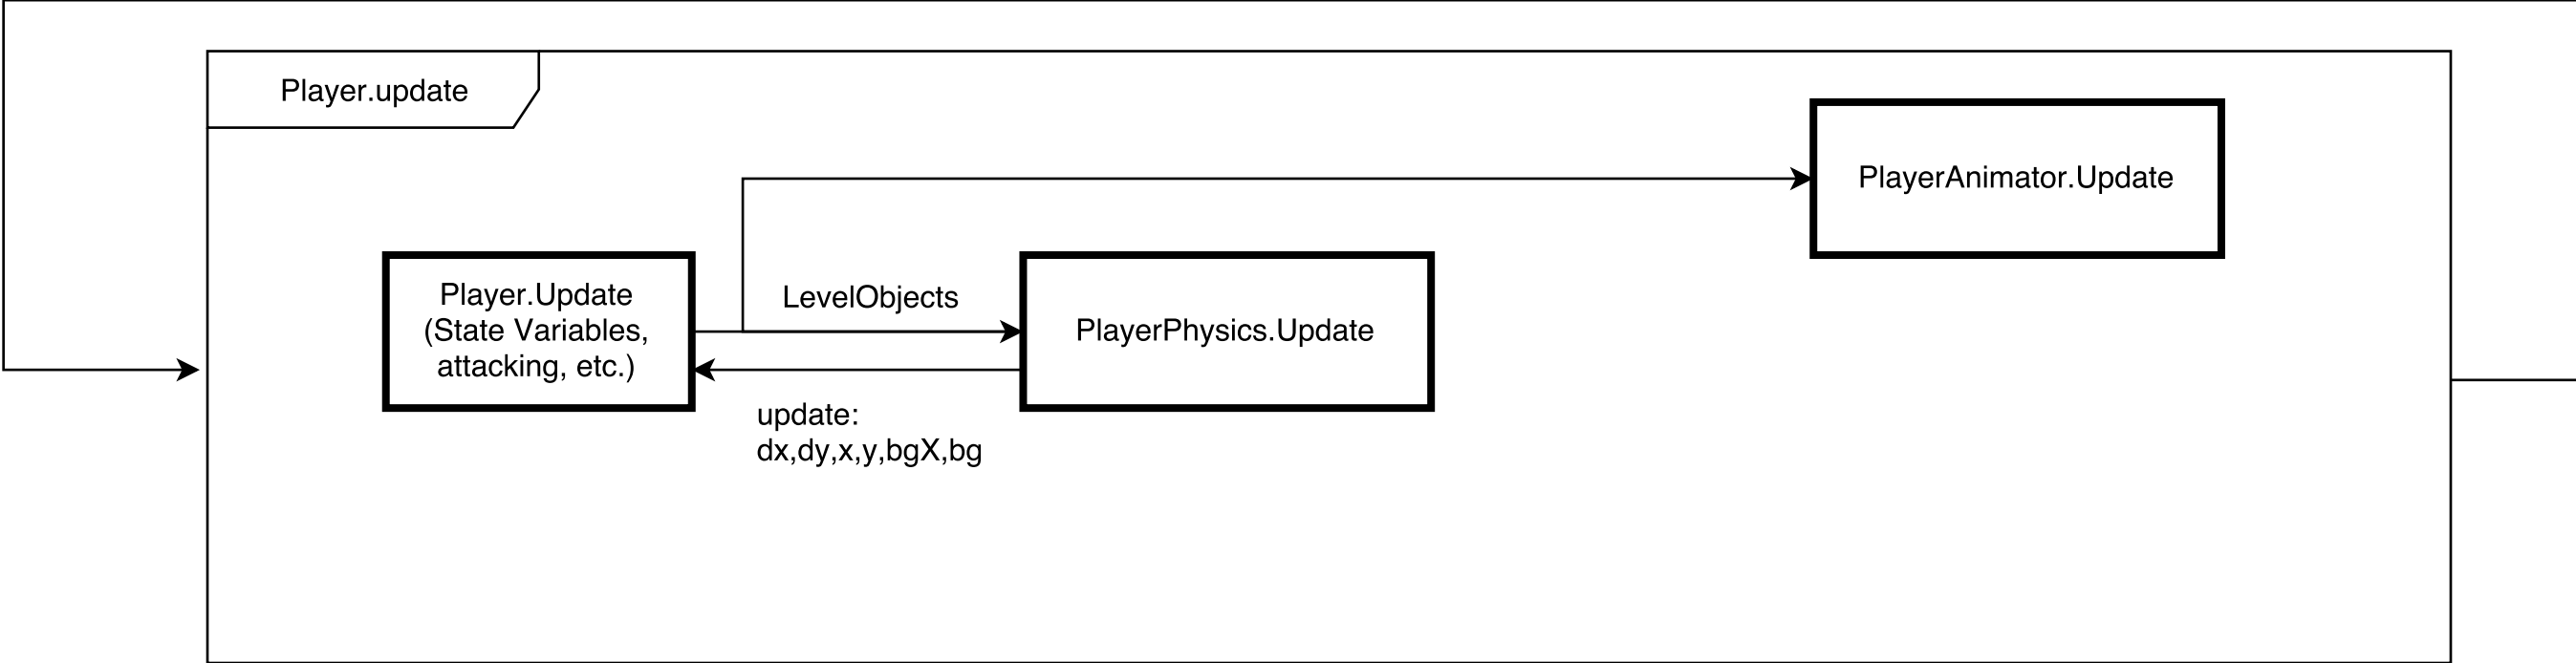 Player.update
PlayerAnimator.Update
Player.Update
(State Variables,
attacking, etc.)
LevelObjects
PlayerPhysics.Update
update:
dx,dy,x,y,bgX,bg